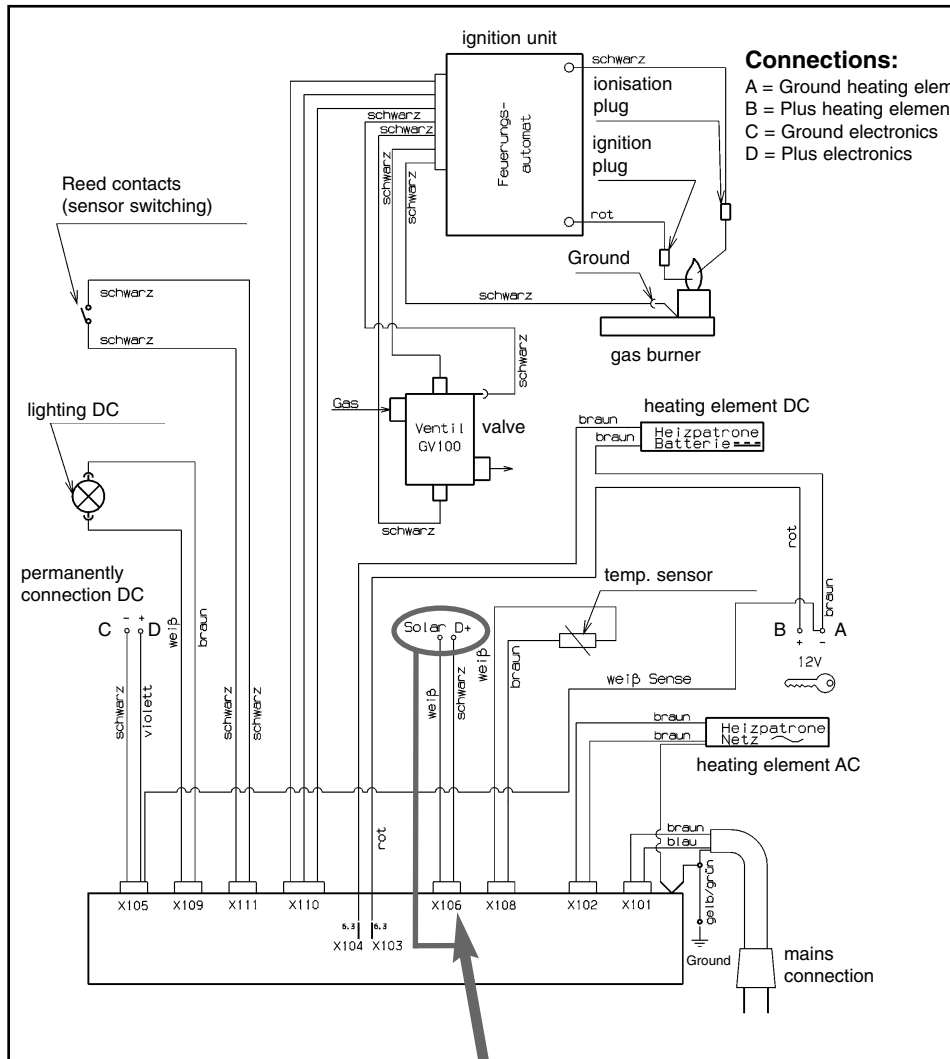 ignition unit
Connections:
A = Ground heating elem
B = Plus heating elemen
C = Ground electronics
D = Plus electronics
schwarz
ionisation
plug
ignition
plug
Feuerungs-
automat
rot
schwarz
schwarz
schwarz
schwarz
Reed contacts
(sensor switching)
schwarz
schwarz
Ground
schwarz
gas burner
schwarz
Gas
Ventil
GV100
valve
schwarz
lighting DC
heating element DC
braun
braun
Heizpatrone
Batterie
rot
braun
permanently
connection DC
C - + D
schwarz
violett
weiß
braun
schwarz
schwarz
Solar D+
weiß
schwarz
weiß
braun
temp. sensor
B A
+ -
12V
weiß Sense
braun
braun
Heizpatrone
Netz
heating element AC
rot
braun
blau
gelb/grün
X105 X109 X111 X110 X106 X108 X102 X101
6.3 6.3
X104 X103
Ground
mains
connection